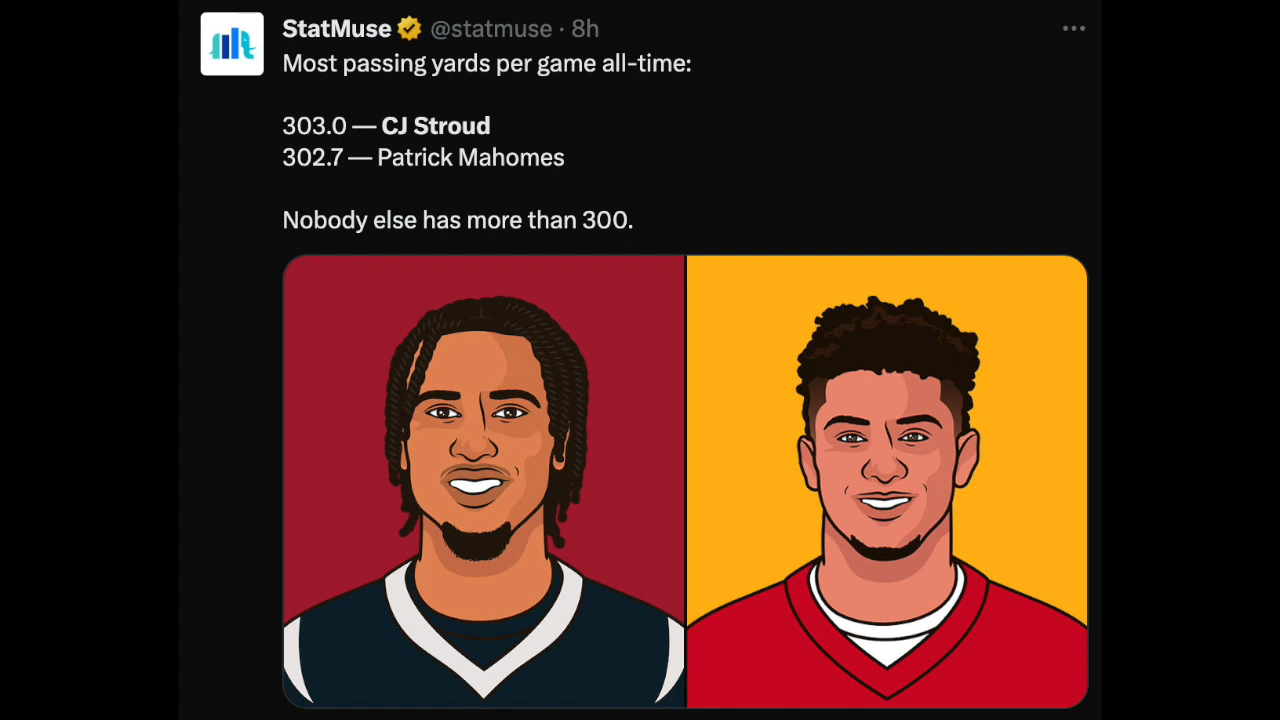 StatMuse @statmuse · 8h
Most passing yards per game all-time:
303.0 — CJ Stroud
302.7 — Patrick Mahomes
Nobody else has more than 300.